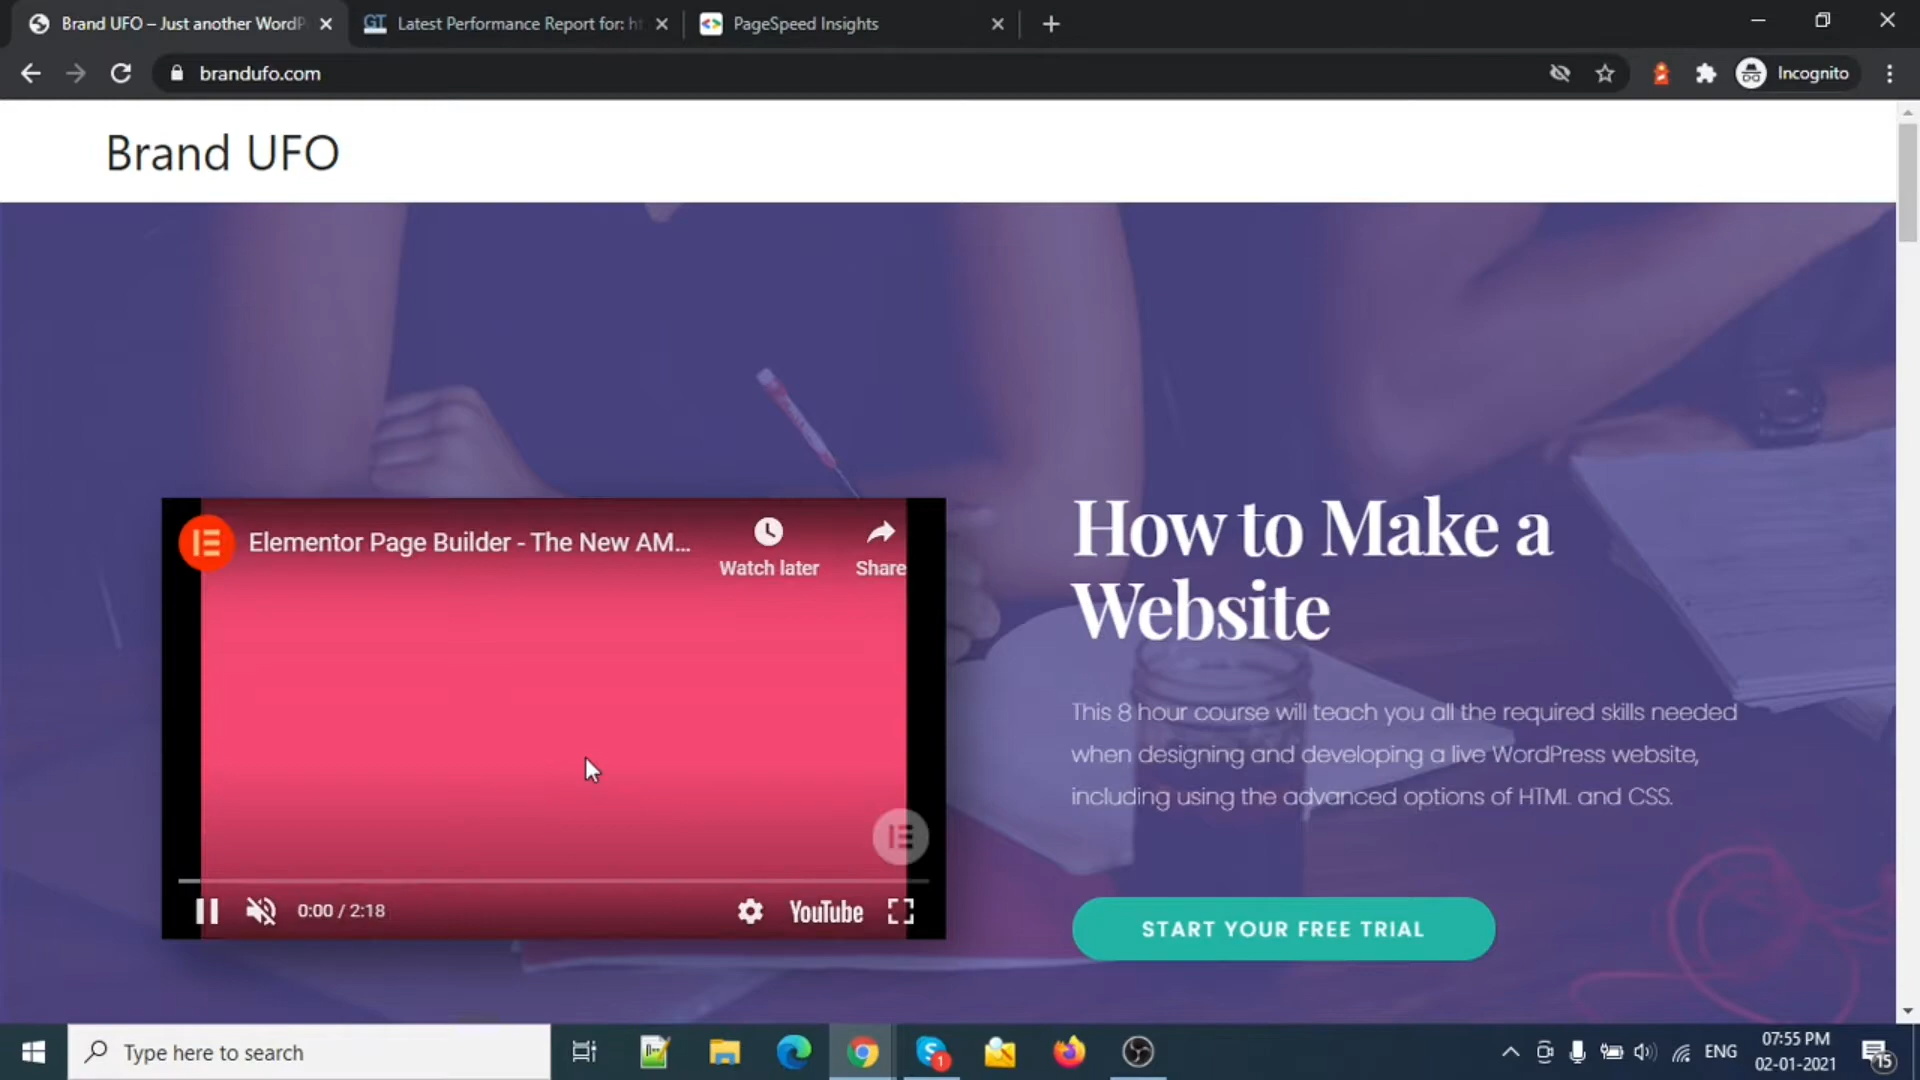 Brand UFO – Just another WordP
GT
Latest Performance Report for: ht
PageSpeed Insights
brandufo.com
Incognito
Brand UFO
Elementor Page Builder - The New AM...
Watch later
Share
How to Make a
Website
This 8 hour course will teach you all the required skills needed
when designing and developing a live WordPress website,
including using the advanced options of HTML and CSS.
START YOUR FREE TRIAL
0:00 / 2:18
YouTube
Type here to search
1
ENG
07:55 PM
02-01-2021
15